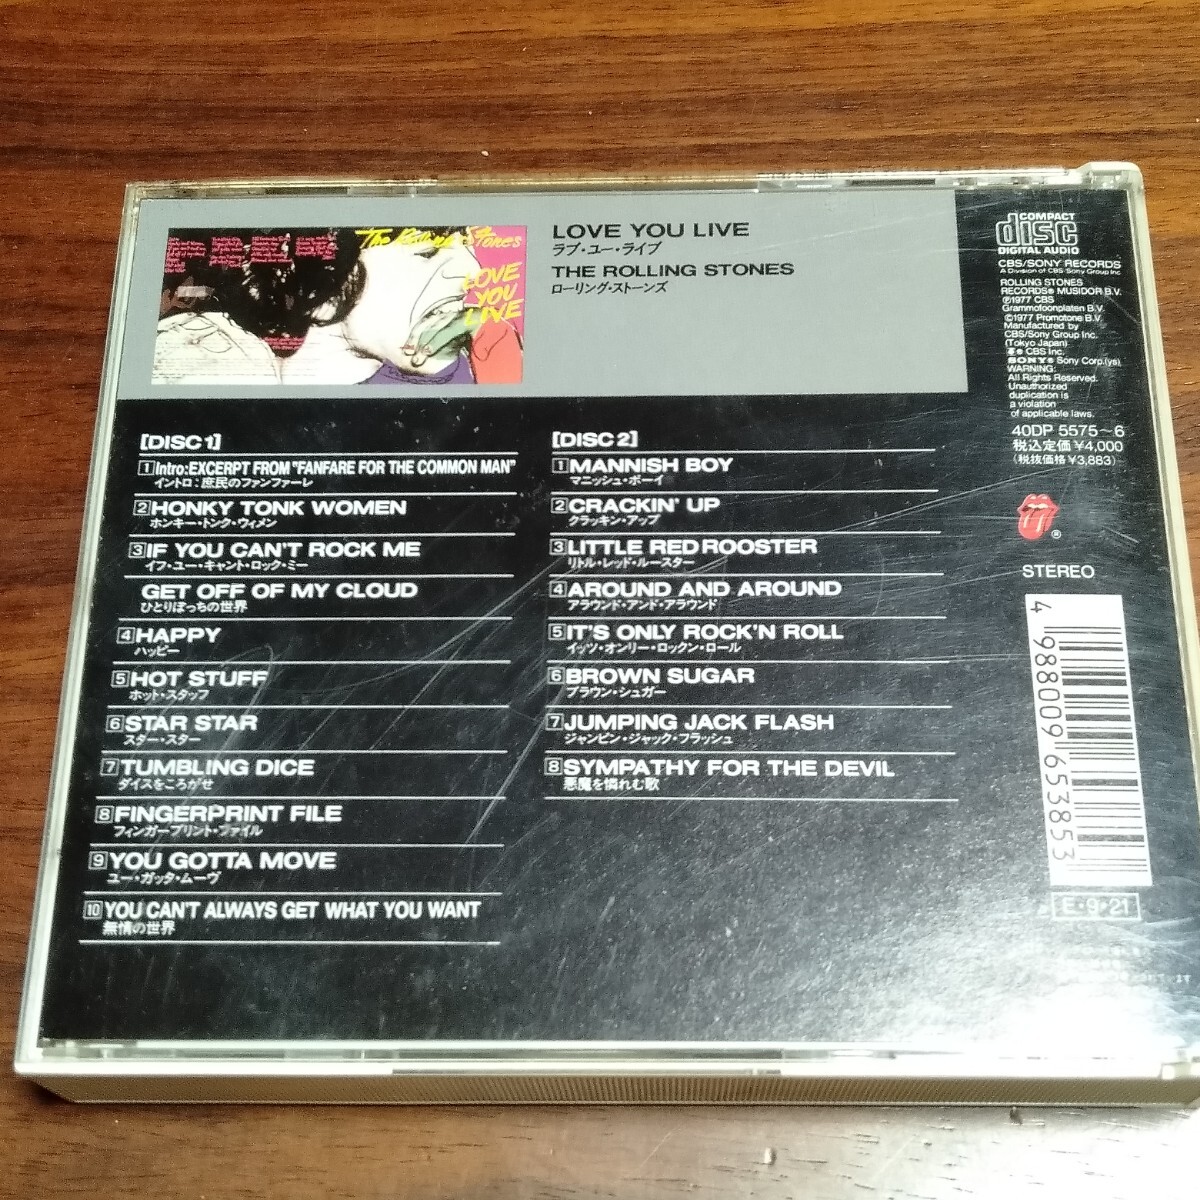 The Rolling Stones
LOVE
YOU
LIVE
LOVE YOU LIVE
ラブ・ユー・ライブ
THE ROLLING STONES
ローリング・ストーンズ
[DISC 1]
1 Intro:EXCERPT FROM "FANFARE FOR THE COMMON MAN"
イントロ:庶民のファンファーレ
2 HONKY TONK WOMEN
ホンキー・トンク・ウィメン
3 IF YOU CAN'T ROCK ME
イフ・ユー・キャント・ロック・ミー
GET OFF OF MY CLOUD
ひとりぼっちの世界
4 HAPPY
ハッピー
5 HOT STUFF
ホット・スタッフ
6 STAR STAR
スター・スター
7 TUMBLING DICE
ダイスをころがせ
8 FINGERPRINT FILE
フィンガープリント・ファイル
9 YOU GOTTA MOVE
ユー・ガッタ・ムーヴ
10 YOU CAN'T ALWAYS GET WHAT YOU WANT
無情の世界
[DISC 2]
1 MANNISH BOY
マニッシュ・ボーイ
2 CRACKIN' UP
クラッキン・アップ
3 LITTLE RED ROOSTER
リトル・レッド・ルースター
4 AROUND AND AROUND
アラウンド・アンド・アラウンド
5 IT'S ONLY ROCK'N ROLL
イッツ・オンリー・ロックン・ロール
6 BROWN SUGAR
ブラウン・シュガー
7 JUMPING JACK FLASH
ジャンピン・ジャック・フラッシュ
8 SYMPATHY FOR THE DEVIL
悪魔を憐れむ歌
COMPACT
disc
DIGITAL AUDIO
CBS/SONY RECORDS
A Division of CBS/Sony Group Inc
ROLLING STONES
RECORDS® MUSIDOR B.V.
℗1977 CBS
Grammofoonplaten B.V.
©1977 Promotone B.V.
Manufactured by
CBS/Sony Group Inc.
(Tokyo Japan)
® CBS Inc.
SONY® Sony Corp.(ys)
WARNING:
All Rights Reserved.
Unauthorized
duplication is
a violation
of applicable laws.
40DP 5575~6
税込定価¥4,000
(税抜価格¥3,883)
®
STEREO
4 988009 653853
E・9・21